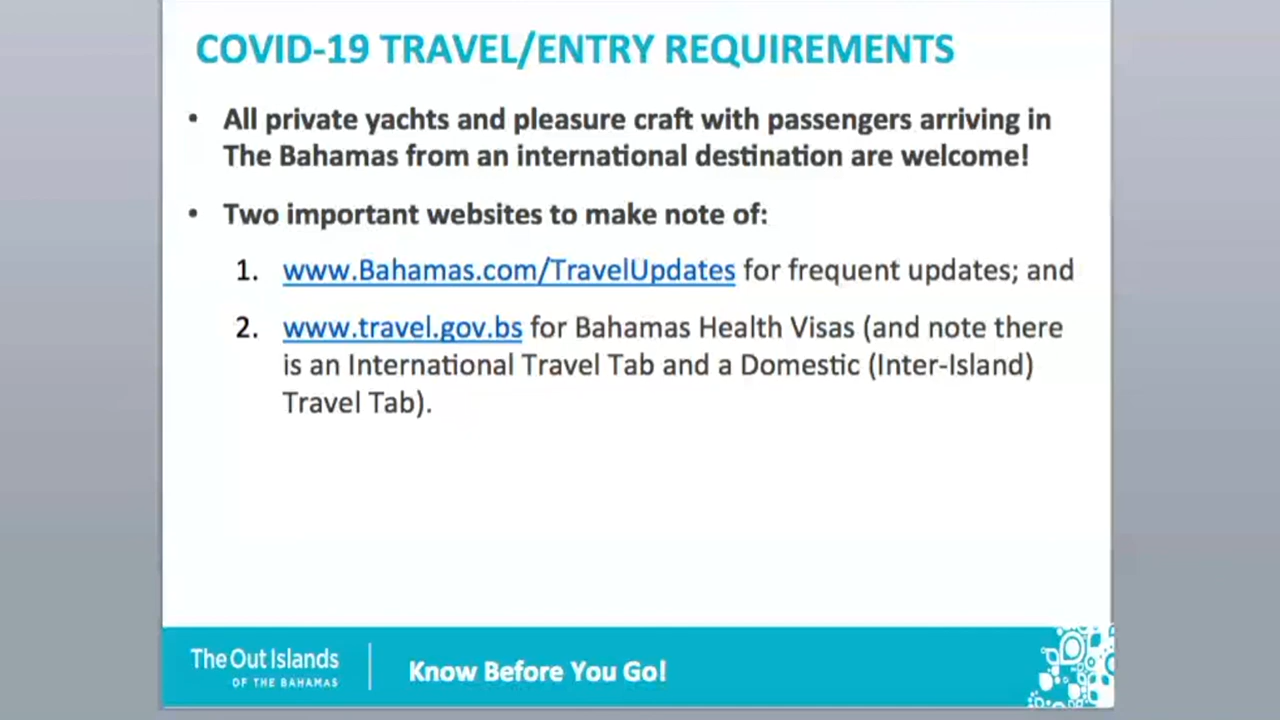 COVID-19 TRAVEL/ENTRY REQUIREMENTS
• All private yachts and pleasure craft with passengers arriving in
The Bahamas from an international destination are welcome!
• Two important websites to make note of:
1. www.Bahamas.com/TravelUpdates for frequent updates; and
2. www.travel.gov.bs for Bahamas Health Visas (and note there
is an International Travel Tab and a Domestic (Inter-Island)
Travel Tab).
The Out Islands
OF THE BAHAMAS
Know Before You Go!